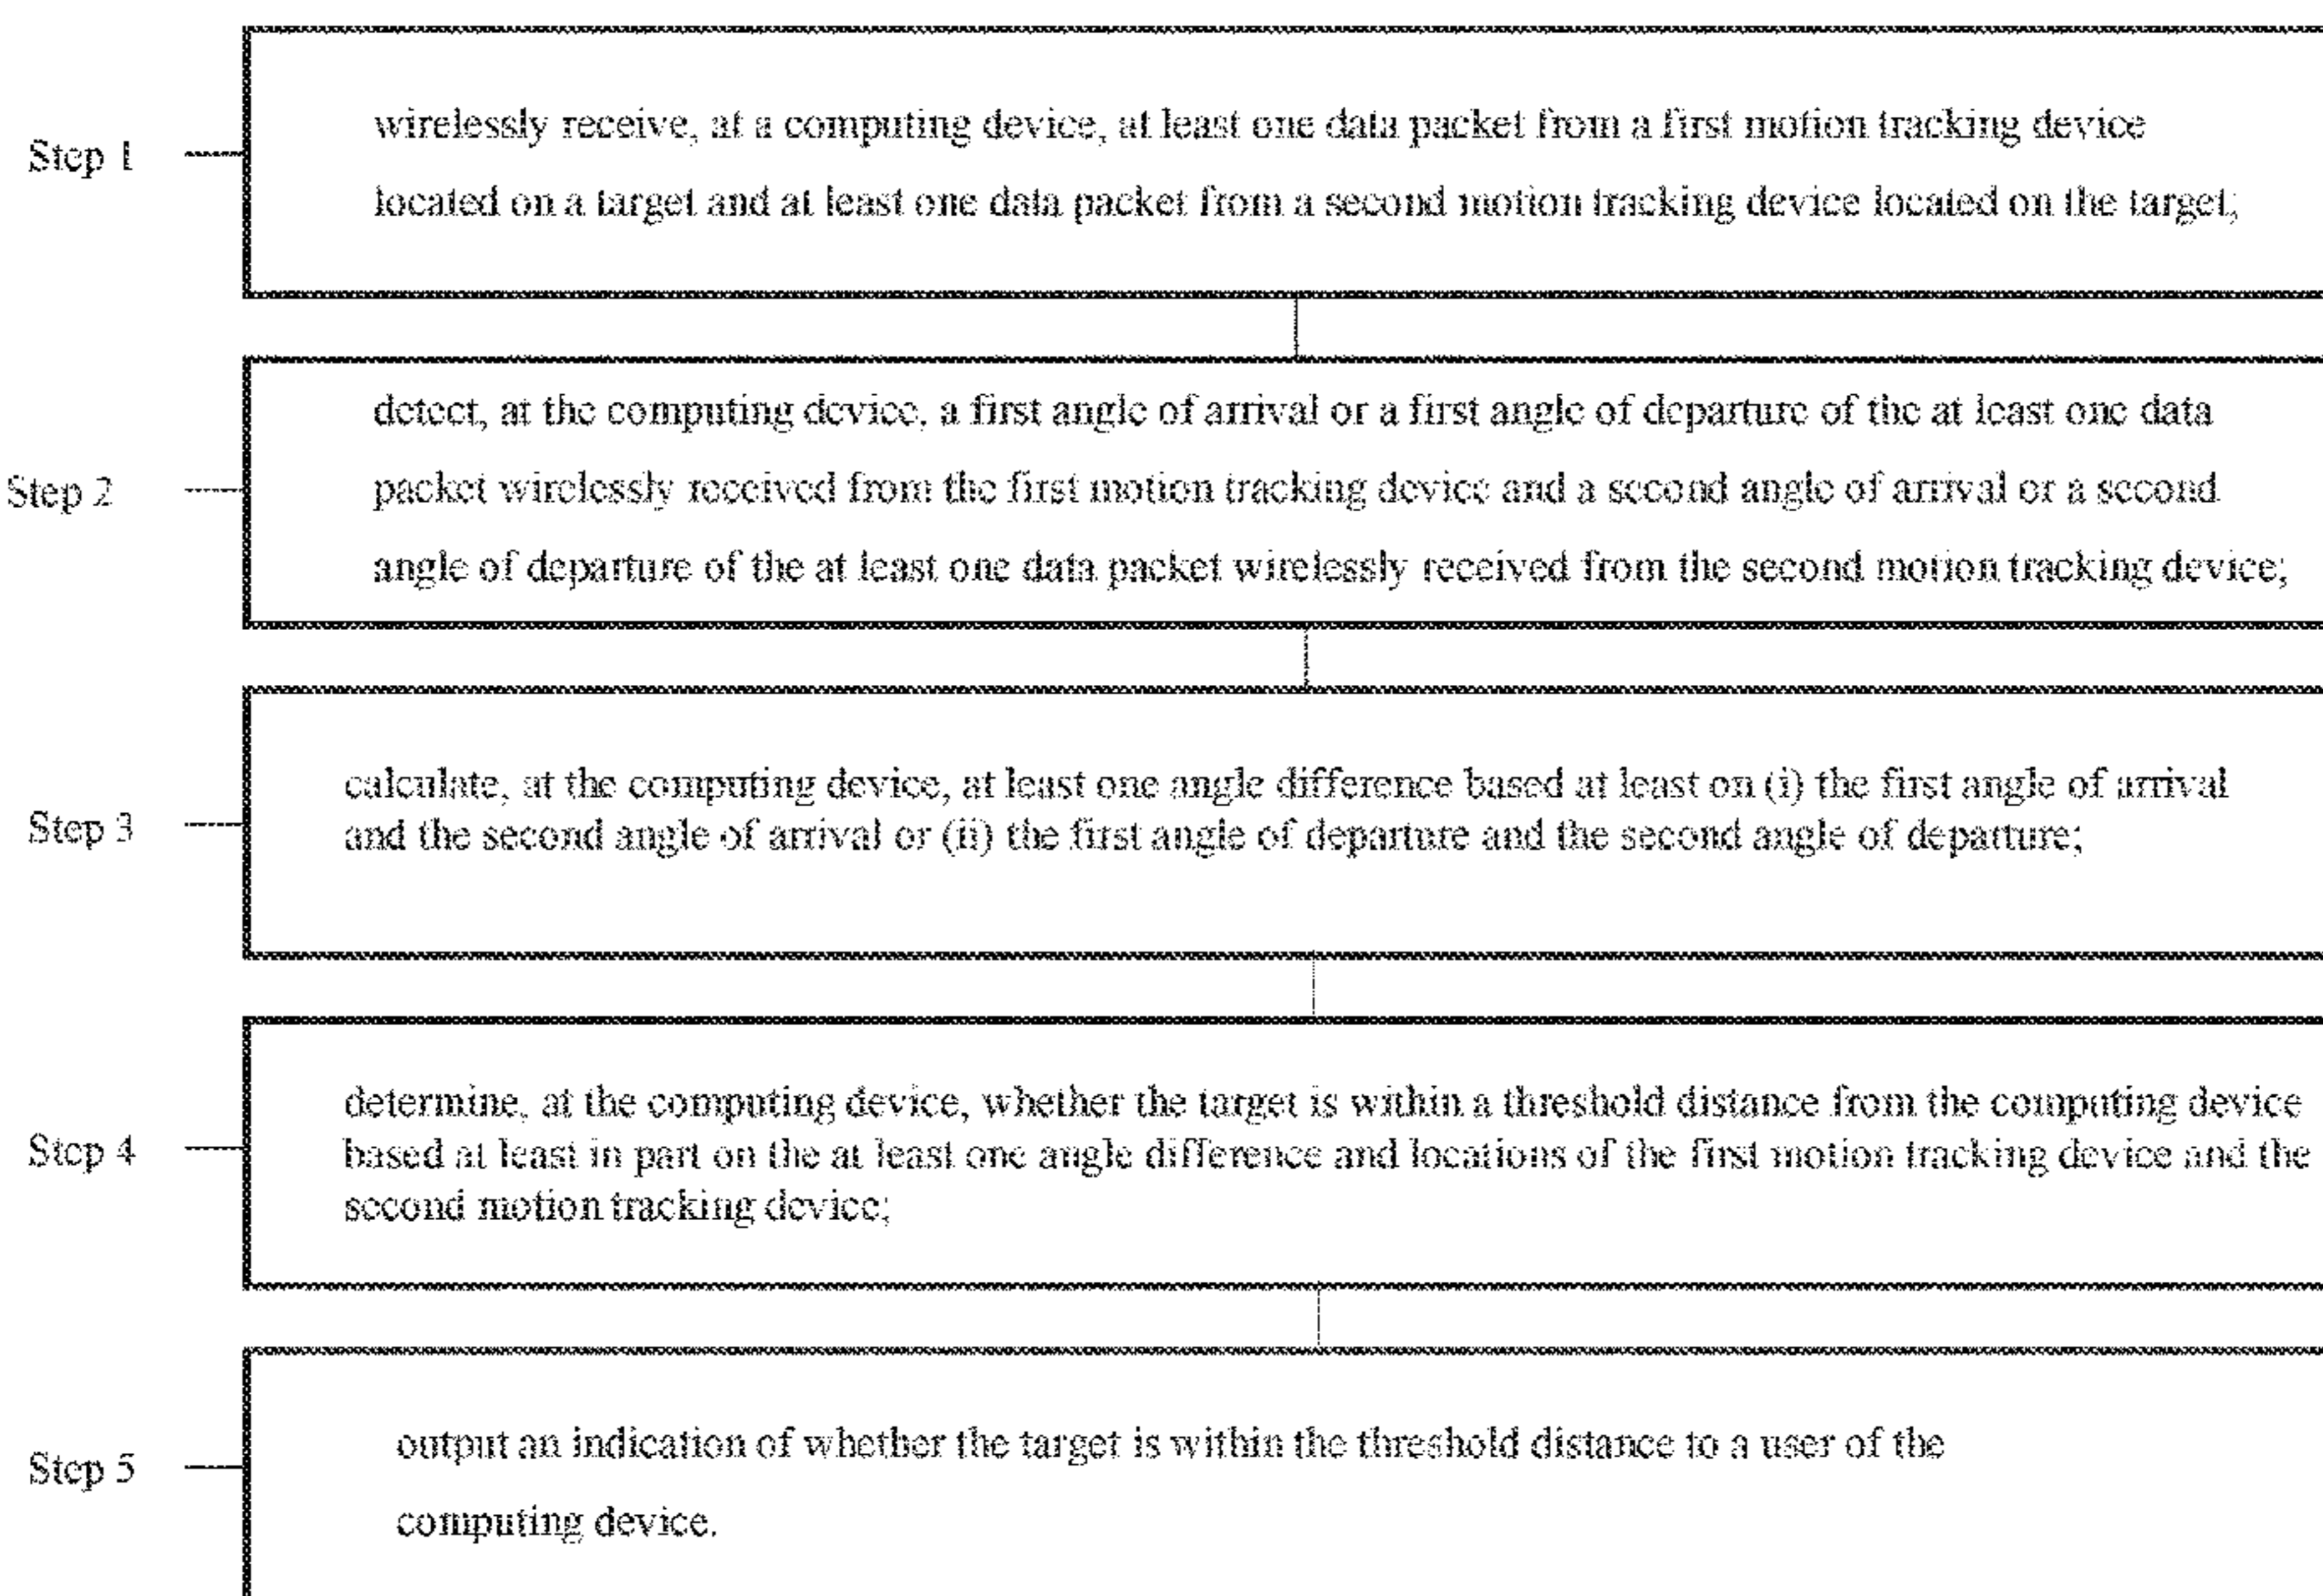 Step 1
wirelessly receive, at a computing device, at least one data packet from a first motion tracking device
located on a target and at least one data packet from a second motion tracking device located on the target;
Step 2
detect, at the computing device, a first angle of arrival or a first angle of departure of the at least one data
packet wirelessly received from the first motion tracking device and a second angle of arrival or a second
angle of departure of the at least one data packet wirelessly received from the second motion tracking device;
Step 3
calculate, at the computing device, at least one angle difference based at least on (i) the first angle of arrival
and the second angle of arrival or (ii) the first angle of departure and the second angle of departure;
Step 4
determine, at the computing device, whether the target is within a threshold distance from the computing device
based at least in part on the at least one angle difference and locations of the first motion tracking device and the
second motion tracking device;
Step 5
output an indication of whether the target is within the threshold distance to a user of the
computing device.